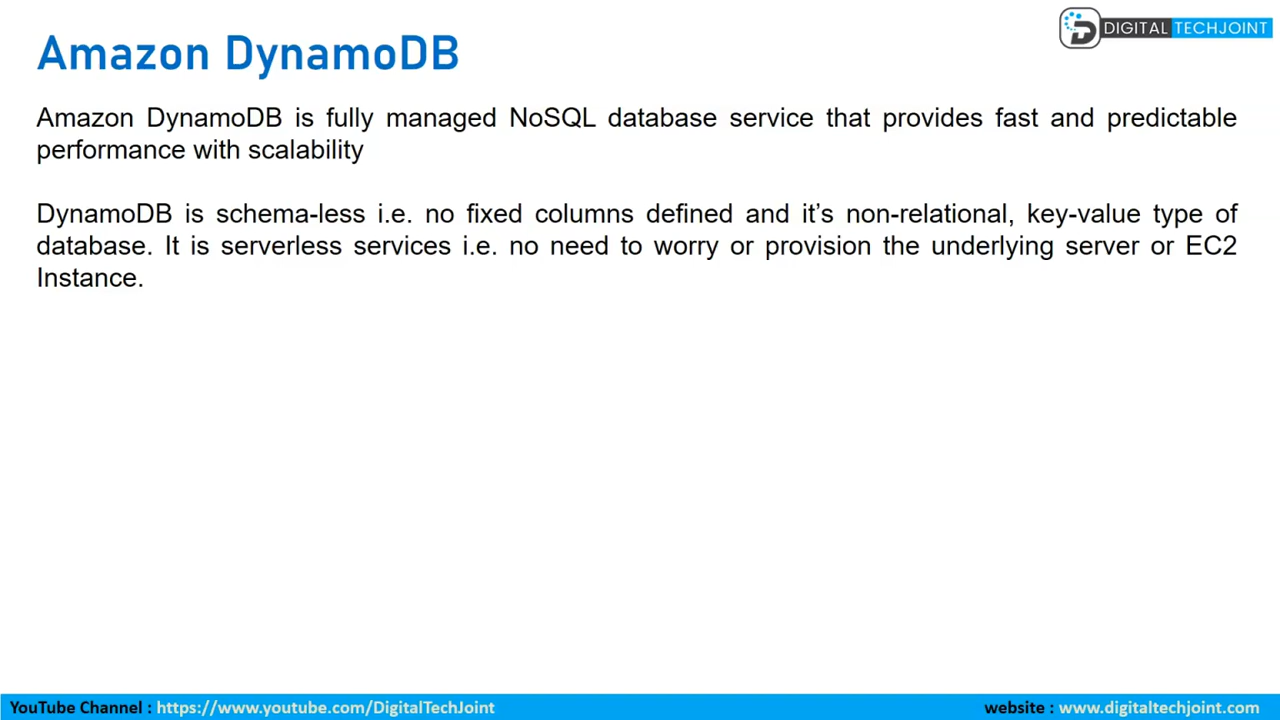 Amazon DynamoDB
DIGITAL TECHJOINT
Amazon DynamoDB is fully managed NoSQL database service that provides fast and predictable
performance with scalability
DynamoDB is schema-less i.e. no fixed columns defined and it’s non-relational, key-value type of
database. It is serverless services i.e. no need to worry or provision the underlying server or EC2
Instance.
YouTube Channel : https://www.youtube.com/DigitalTechJoint
website : www.digitaltechjoint.com